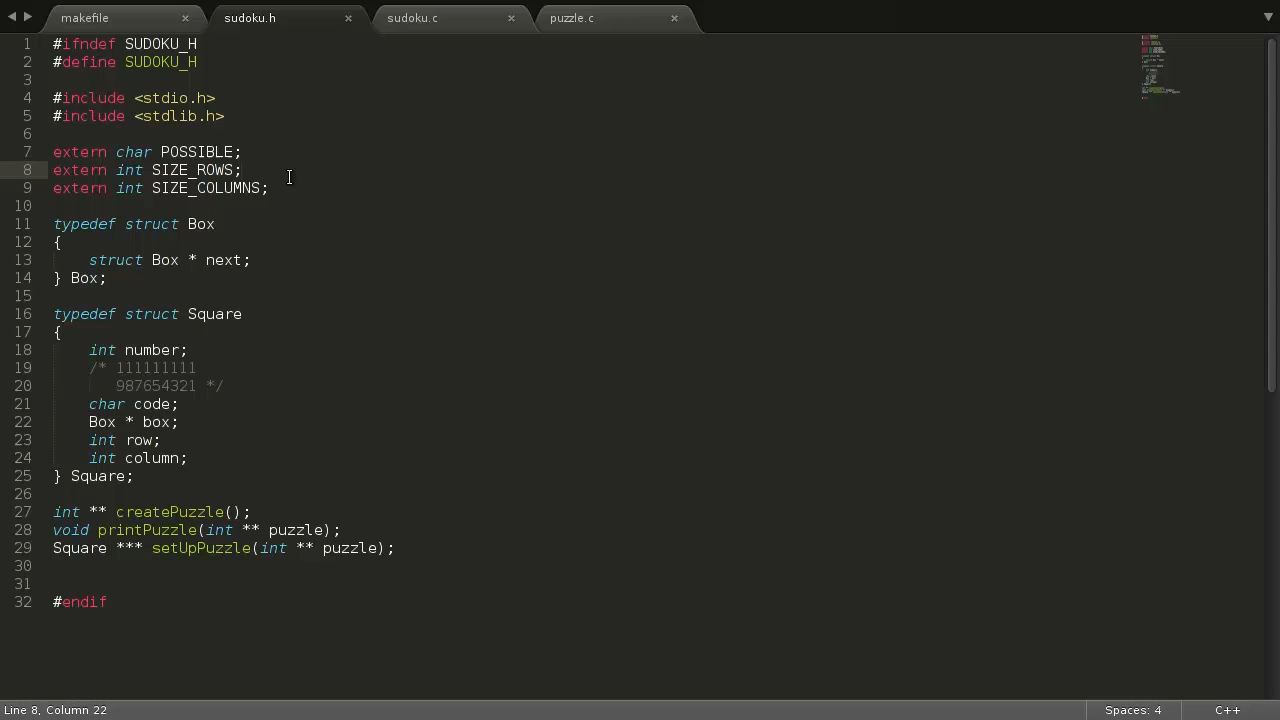 makefile × sudoku.h × sudoku.c × puzzle.c ×
1 #ifndef SUDOKU_H
2 #define SUDOKU_H
3
4 #include <stdio.h>
5 #include <stdlib.h>
6
7 extern char POSSIBLE;
8 extern int SIZE_ROWS;
9 extern int SIZE_COLUMNS;
10
11 typedef struct Box
12 {
13     struct Box * next;
14 } Box;
15
16 typedef struct Square
17 {
18     int number;
19     /* 111111111
20        987654321 */
21     char code;
22     Box * box;
23     int row;
24     int column;
25 } Square;
26
27 int ** createPuzzle();
28 void printPuzzle(int ** puzzle);
29 Square *** setUpPuzzle(int ** puzzle);
30
31
32 #endif
Line 8, Column 22 Spaces: 4 C++